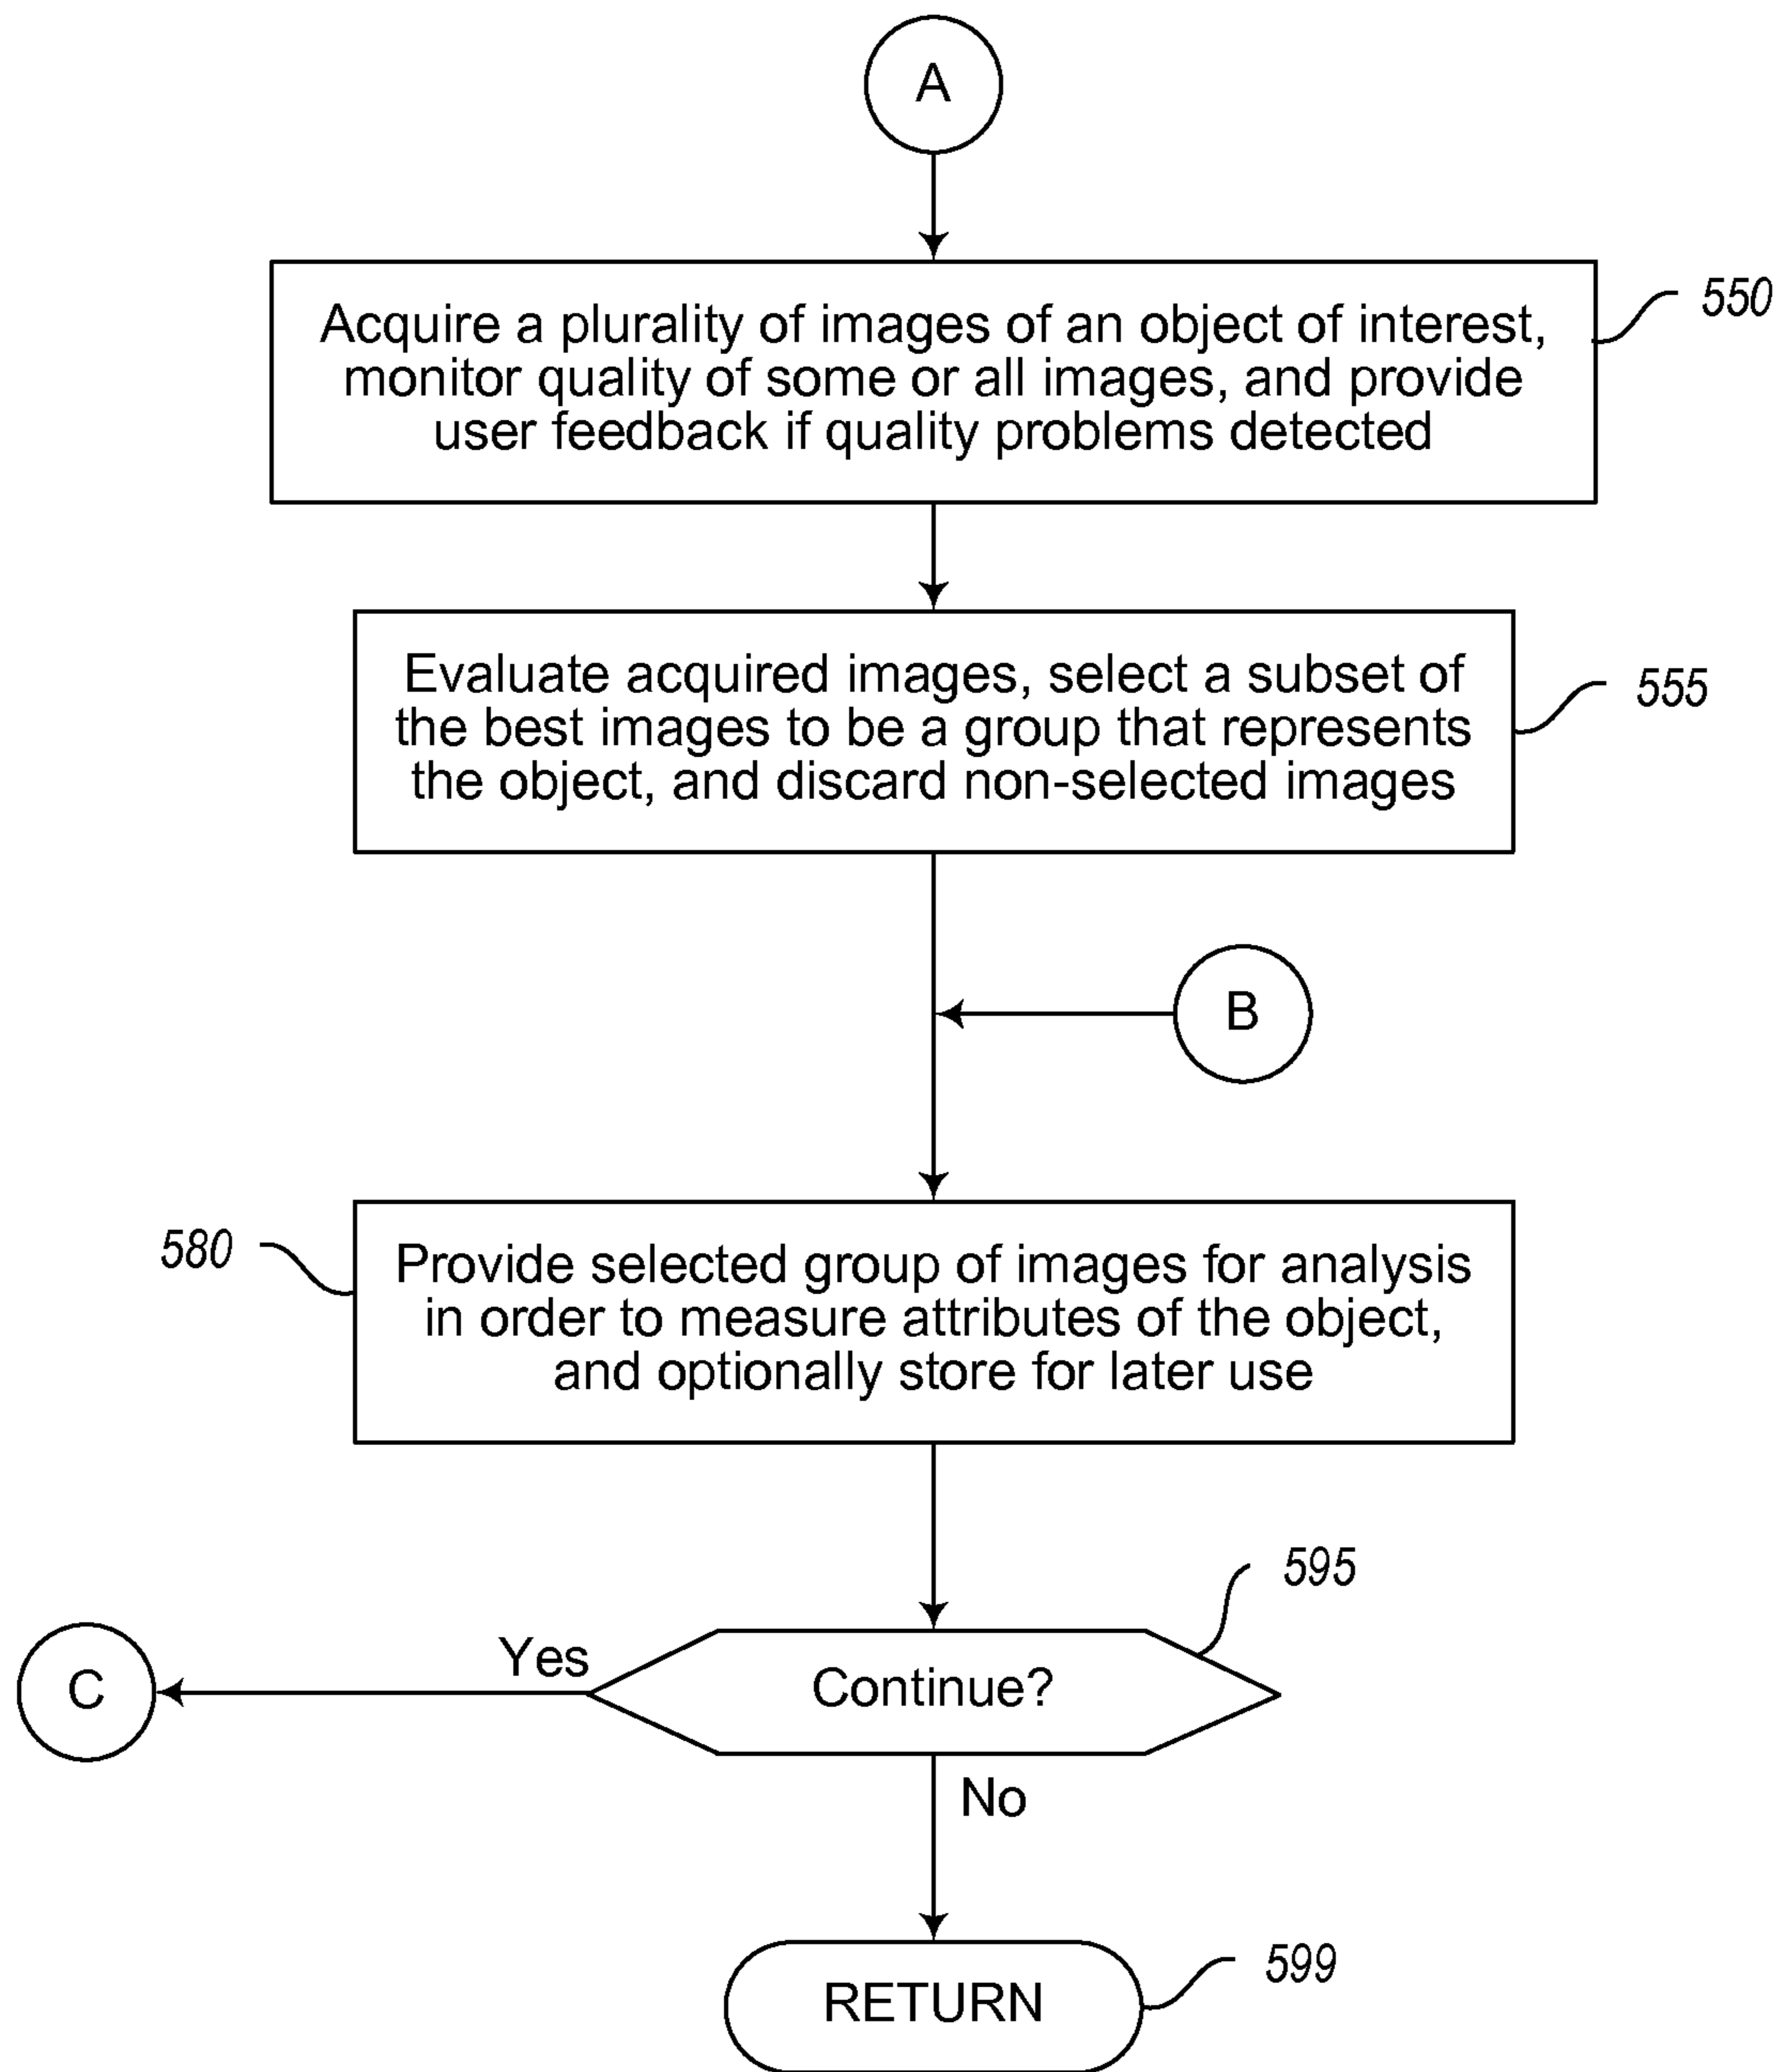 A
Acquire a plurality of images of an object of interest,
monitor quality of some or all images, and provide
user feedback if quality problems detected
550
Evaluate acquired images, select a subset of
the best images to be a group that represents
the object, and discard non-selected images
555
B
580
Provide selected group of images for analysis
in order to measure attributes of the object,
and optionally store for later use
595
Yes
Continue?
C
No
RETURN
599